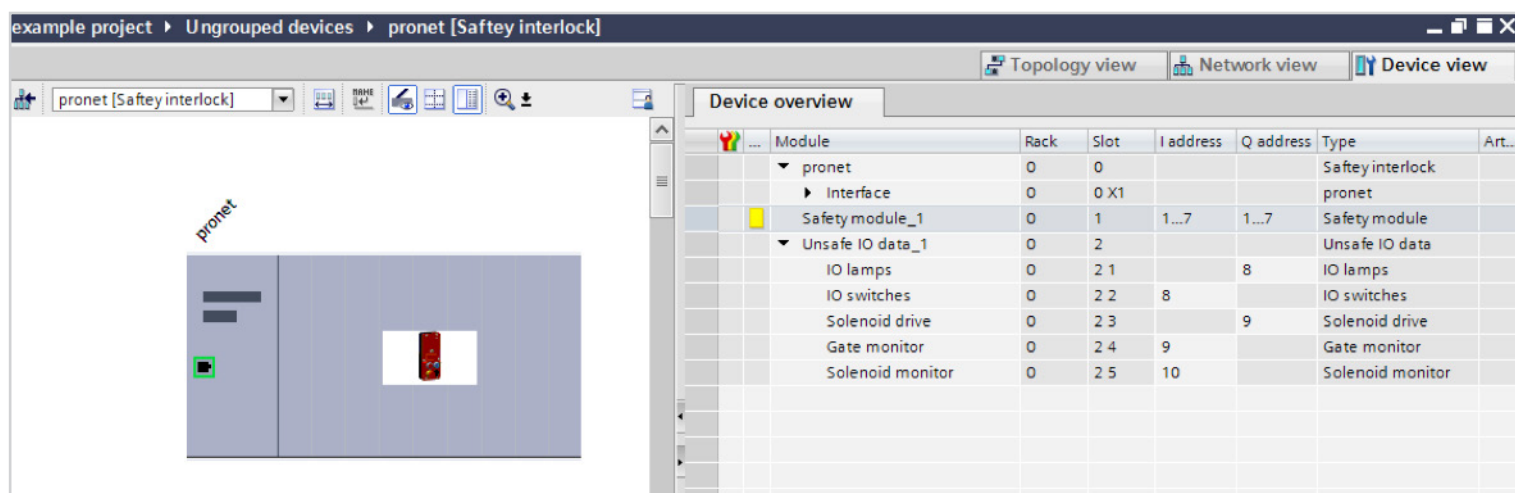 example project ▸ Ungrouped devices ▸ pronet [Saftey interlock]
Topology view Network view Device view
pronet [Saftey interlock]
Device overview
... Module Rack Slot I address Q address Type Art...
pronet 0 0 Saftey interlock
Interface 0 0 X1 pronet
Safety module_1 0 1 1...7 1...7 Safety module
Unsafe IO data_1 0 2 Unsafe IO data
IO lamps 0 2 1 8 IO lamps
IO switches 0 2 2 8 IO switches
Solenoid drive 0 2 3 9 Solenoid drive
Gate monitor 0 2 4 9 Gate monitor
Solenoid monitor 0 2 5 10 Solenoid monitor
pronet